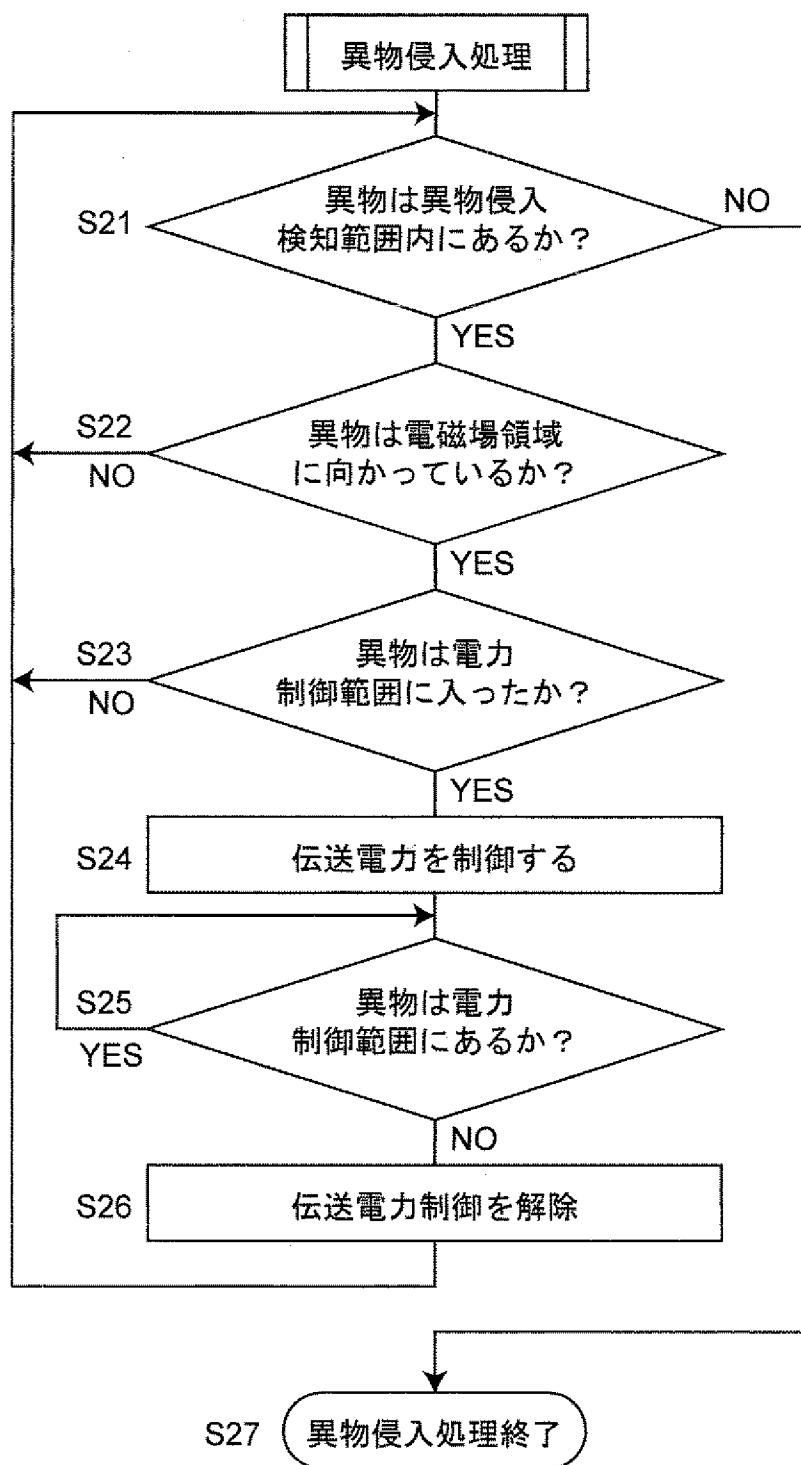 異物侵入処理
S21
異物は異物侵入
検知範囲内にあるか？
NO
YES
S22
異物は電磁場領域
に向かっているか？
NO
YES
S23
異物は電力
制御範囲に入ったか？
NO
YES
S24
伝送電力を制御する
S25
異物は電力
制御範囲にあるか？
YES
NO
S26
伝送電力制御を解除
S27
異物侵入処理終了